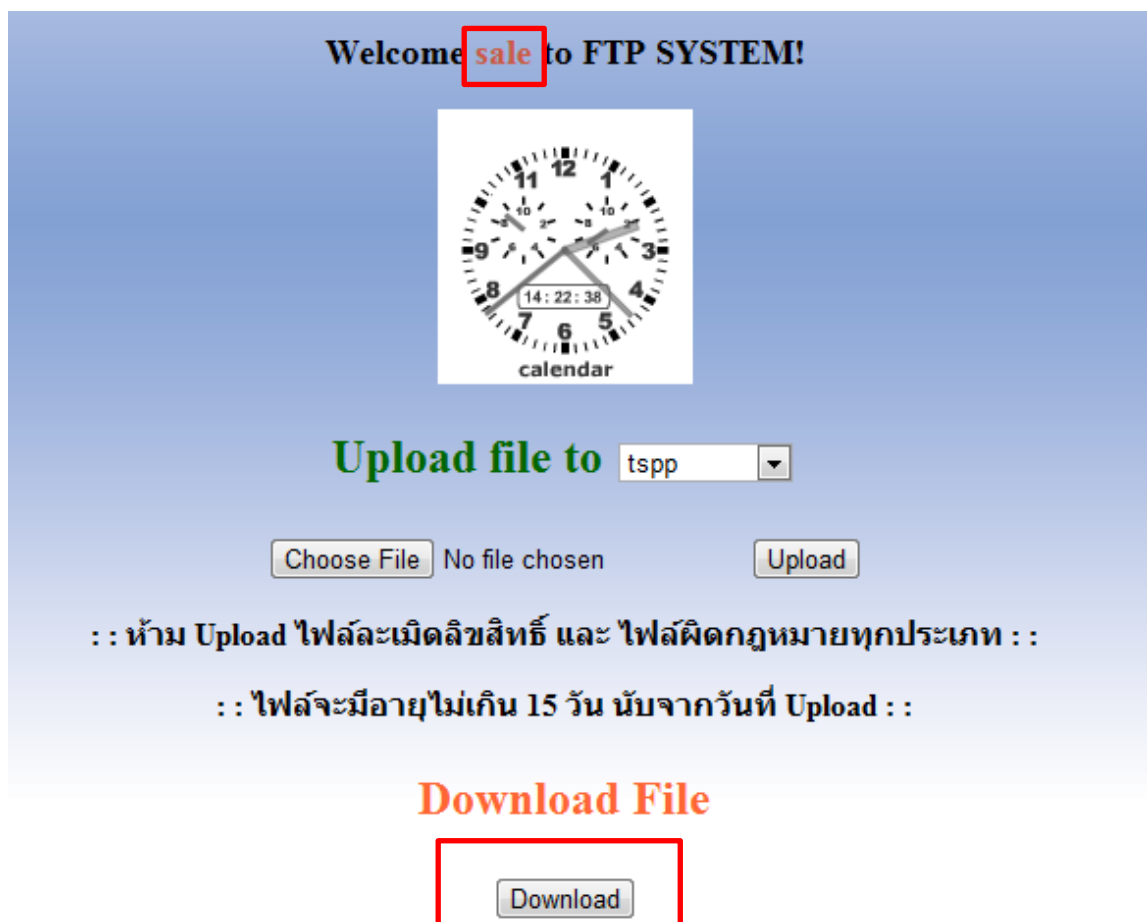 Welcome sale to FTP SYSTEM!
12
11 1
10 10
8 2 8 2
9 3
6 6
8 14:22:38 4
7 6 5
calendar
Upload file to tspp
Choose File No file chosen Upload
: : ห้าม Upload ไฟล์ละเมิดลิขสิทธิ์ และ ไฟล์ผิดกฎหมายทุกประเภท : :
: : ไฟล์จะมีอายุไม่เกิน 15 วัน นับจากวันที่ Upload : :
Download File
Download